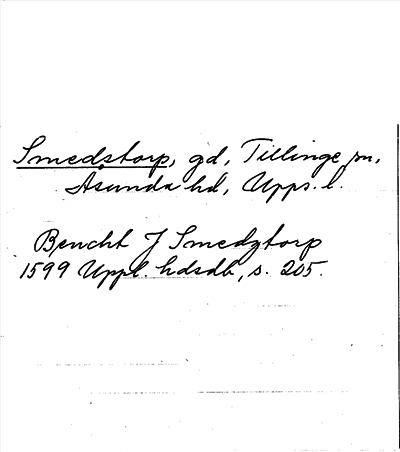 Smedstorp, gd, Tillinge sn,
Åsunda hd, Upps. l.
Bencht J Smedztorp
1599 Uppl. hdsdb, s. 205.